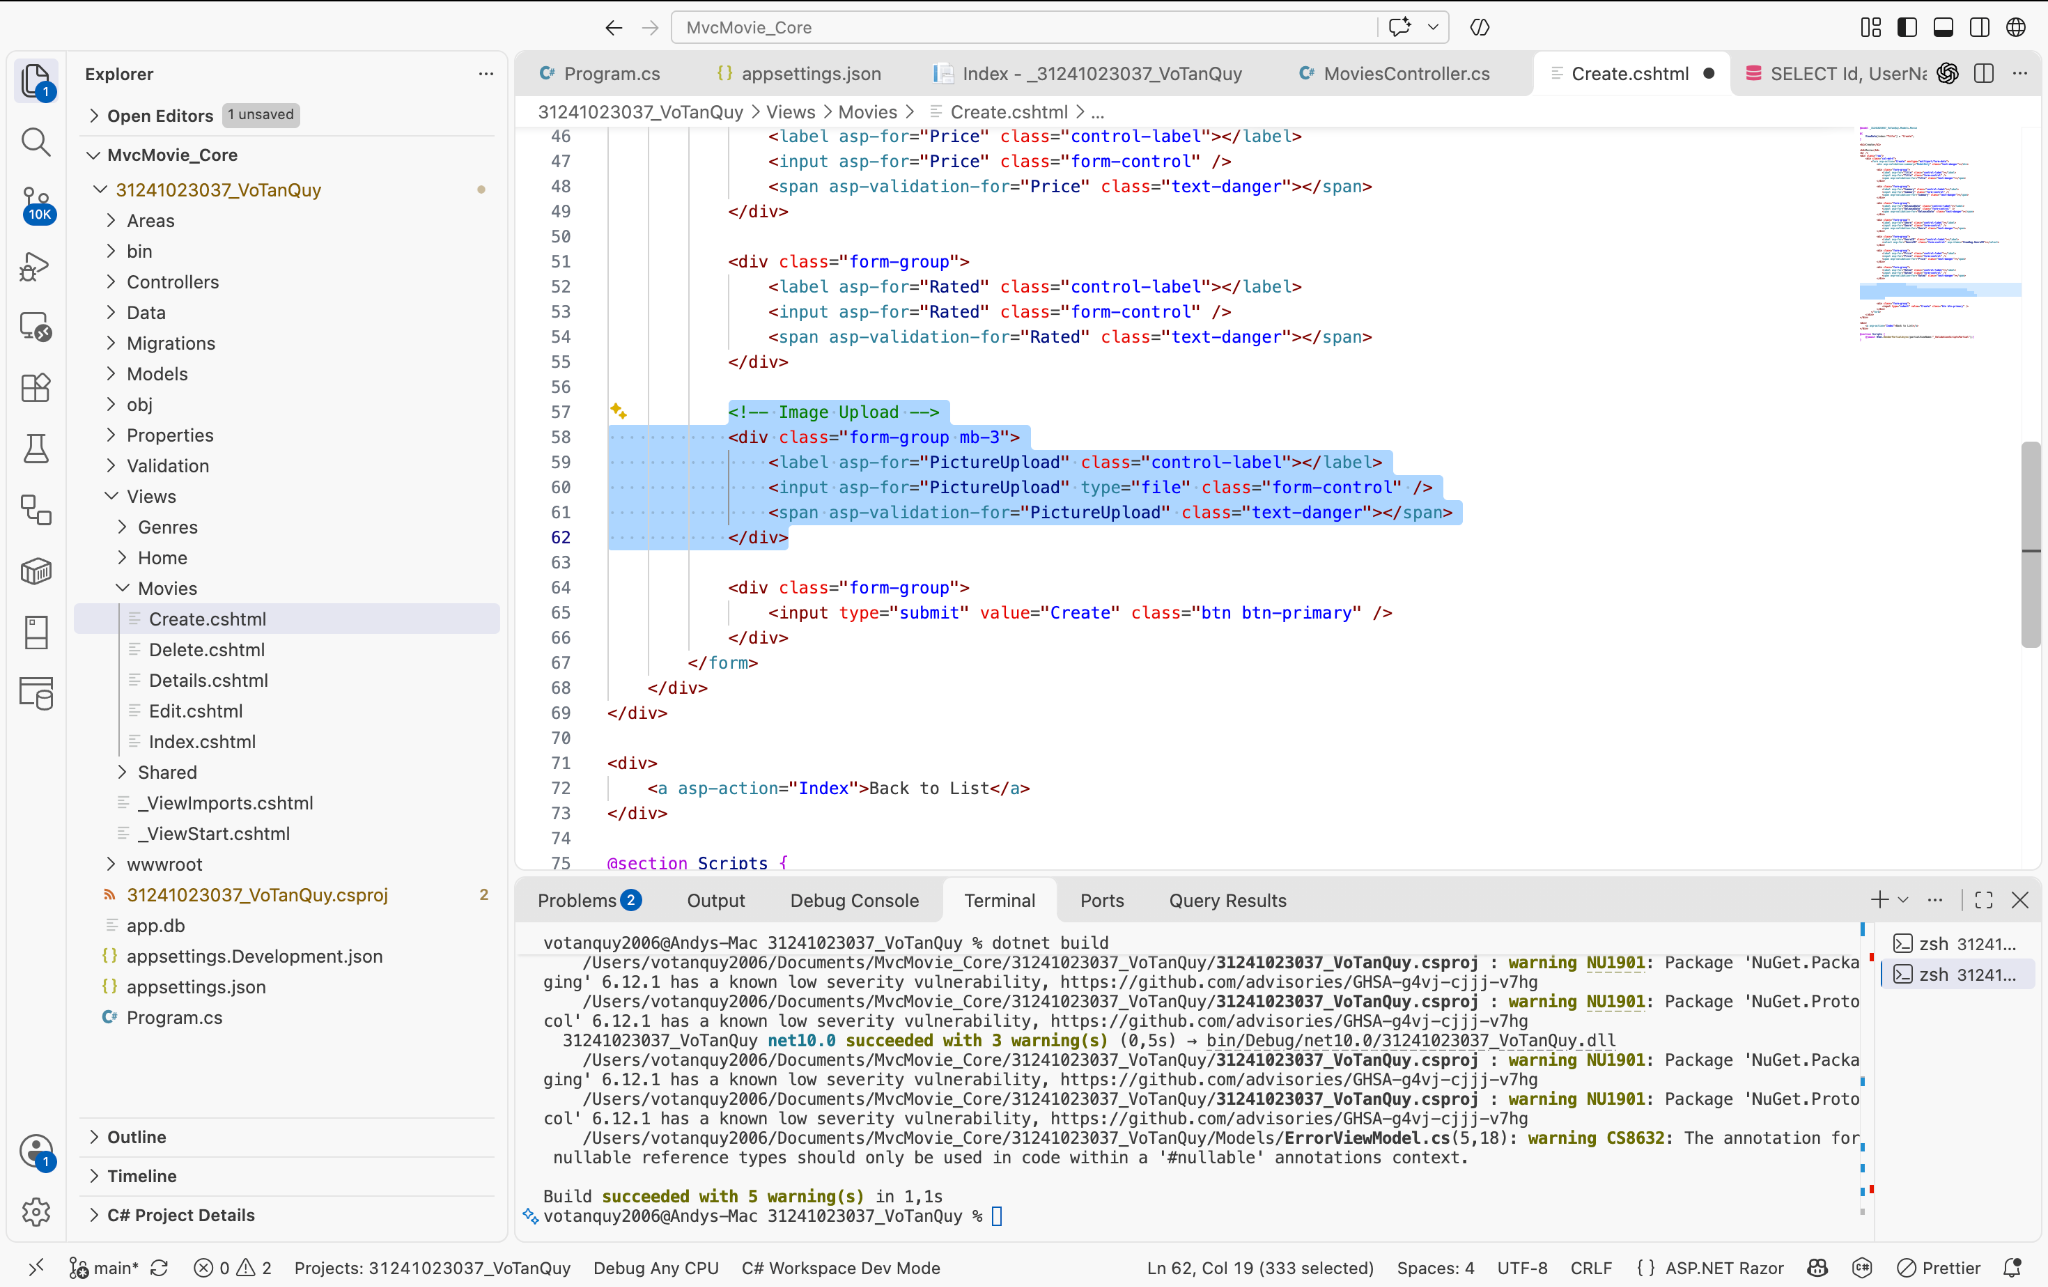 MvcMovie_Core
Explorer
Open Editors 1 unsaved
MvcMovie_Core
31241023037_VoTanQuy
Areas
bin
Controllers
Data
Migrations
Models
obj
Properties
Validation
Views
Genres
Home
Movies
Create.cshtml
Delete.cshtml
Details.cshtml
Edit.cshtml
Index.cshtml
Shared
_ViewImports.cshtml
_ViewStart.cshtml
wwwroot
31241023037_VoTanQuy.csproj 2
app.db
appsettings.Development.json
appsettings.json
Program.cs
Outline
Timeline
C# Project Details
1
10K
1
Program.cs
appsettings.json
Index - _31241023037_VoTanQuy
MoviesController.cs
Create.cshtml
SELECT Id, UserNa
31241023037_VoTanQuy > Views > Movies > Create.cshtml > ...
46 <label asp-for="Price" class="control-label"></label>
47 <input asp-for="Price" class="form-control" />
48 <span asp-validation-for="Price" class="text-danger"></span>
49 </div>
50
51 <div class="form-group">
52 <label asp-for="Rated" class="control-label"></label>
53 <input asp-for="Rated" class="form-control" />
54 <span asp-validation-for="Rated" class="text-danger"></span>
55 </div>
56
57 <!-- Image Upload -->
58 <div class="form-group mb-3">
59 <label asp-for="PictureUpload" class="control-label"></label>
60 <input asp-for="PictureUpload" type="file" class="form-control" />
61 <span asp-validation-for="PictureUpload" class="text-danger"></span>
62 </div>
63
64 <div class="form-group">
65 <input type="submit" value="Create" class="btn btn-primary" />
66 </div>
67 </form>
68 </div>
69 </div>
70
71 <div>
72 <a asp-action="Index">Back to List</a>
73 </div>
74
75 @section Scripts {
Problems 2 Output Debug Console Terminal Ports Query Results
votanquy2006@Andys-Mac 31241023037_VoTanQuy % dotnet build
/Users/votanquy2006/Documents/MvcMovie_Core/31241023037_VoTanQuy/31241023037_VoTanQuy.csproj : warning NU1901: Package 'NuGet.Packa
ging' 6.12.1 has a known low severity vulnerability, https://github.com/advisories/GHSA-g4vj-cjjj-v7hg
/Users/votanquy2006/Documents/MvcMovie_Core/31241023037_VoTanQuy/31241023037_VoTanQuy.csproj : warning NU1901: Package 'NuGet.Proto
col' 6.12.1 has a known low severity vulnerability, https://github.com/advisories/GHSA-g4vj-cjjj-v7hg
31241023037_VoTanQuy net10.0 succeeded with 3 warning(s) (0,5s) → bin/Debug/net10.0/31241023037_VoTanQuy.dll
/Users/votanquy2006/Documents/MvcMovie_Core/31241023037_VoTanQuy/31241023037_VoTanQuy.csproj : warning NU1901: Package 'NuGet.Packa
ging' 6.12.1 has a known low severity vulnerability, https://github.com/advisories/GHSA-g4vj-cjjj-v7hg
/Users/votanquy2006/Documents/MvcMovie_Core/31241023037_VoTanQuy/31241023037_VoTanQuy.csproj : warning NU1901: Package 'NuGet.Proto
col' 6.12.1 has a known low severity vulnerability, https://github.com/advisories/GHSA-g4vj-cjjj-v7hg
/Users/votanquy2006/Documents/MvcMovie_Core/31241023037_VoTanQuy/Models/ErrorViewModel.cs(5,18): warning CS8632: The annotation for
nullable reference types should only be used in code within a '#nullable' annotations context.
Build succeeded with 5 warning(s) in 1,1s
votanquy2006@Andys-Mac 31241023037_VoTanQuy %
zsh 31241...
zsh 31241...
main* 0 2 Projects: 31241023037_VoTanQuy Debug Any CPU C# Workspace Dev Mode Ln 62, Col 19 (333 selected) Spaces: 4 UTF-8 CRLF { } ASP.NET Razor Prettier